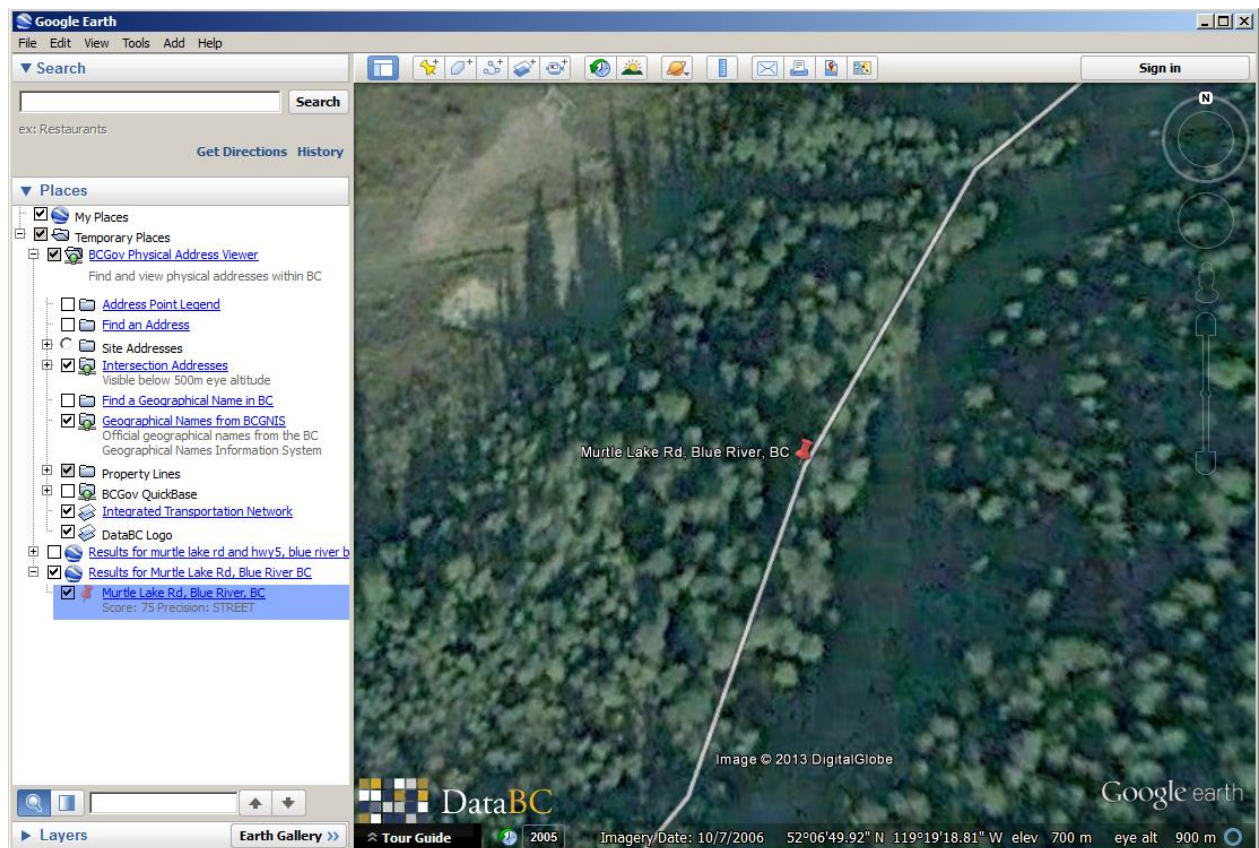 Google Earth
File Edit View Tools Add Help
Search
Search
ex: Restaurants
Get Directions History
Places
My Places
Temporary Places
BCGov Physical Address Viewer
Find and view physical addresses within BC
Address Point Legend
Find an Address
Site Addresses
Intersection Addresses
Visible below 500m eye altitude
Find a Geographical Name in BC
Geographical Names from BCGNIS
Official geographical names from the BC
Geographical Names Information System
Property Lines
BCGov QuickBase
Integrated Transportation Network
DataBC Logo
Results for murtle lake rd and hwy5, blue river b
Results for Murtle Lake Rd, Blue River BC
Murtle Lake Rd, Blue River, BC
Score: 75 Precision: STREET
Layers
Earth Gallery >>
Sign in
N
Murtle Lake Rd, Blue River, BC
Image © 2013 DigitalGlobe
DataBC
Google earth
Tour Guide
2005
Imagery Date: 10/7/2006 52°06'49.92" N 119°19'18.81" W elev 700 m eye alt 900 m